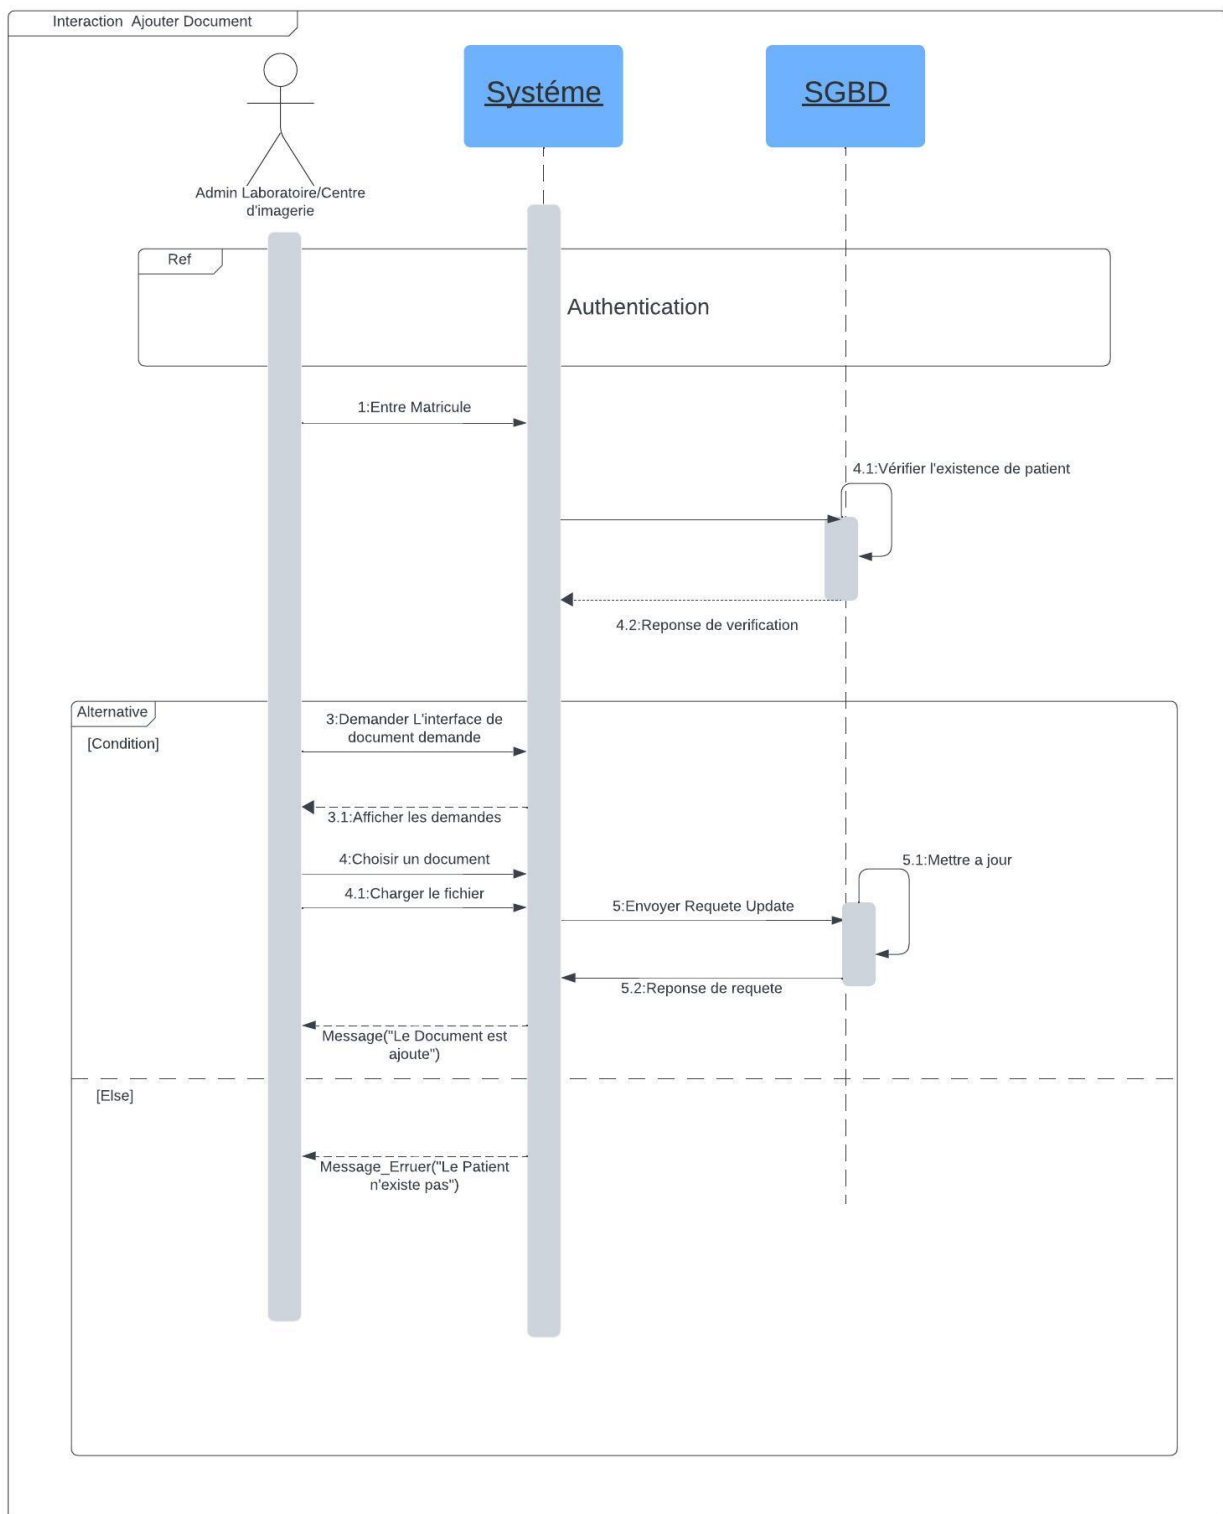 Interaction  Ajouter Document
Systéme
SGBD
Admin Laboratoire/Centre
d'imagerie
Ref
Authentication
1:Entre Matricule
4.1:Vérifier l'existence de patient
4.2:Reponse de verification
Alternative
[Condition]
3:Demander L'interface de
document demande
3.1:Afficher les demandes
4:Choisir un document
5.1:Mettre a jour
4.1:Charger le fichier
5:Envoyer Requete Update
5.2:Reponse de requete
Message("Le Document est
ajoute")
[Else]
Message_Erruer("Le Patient
n'existe pas")